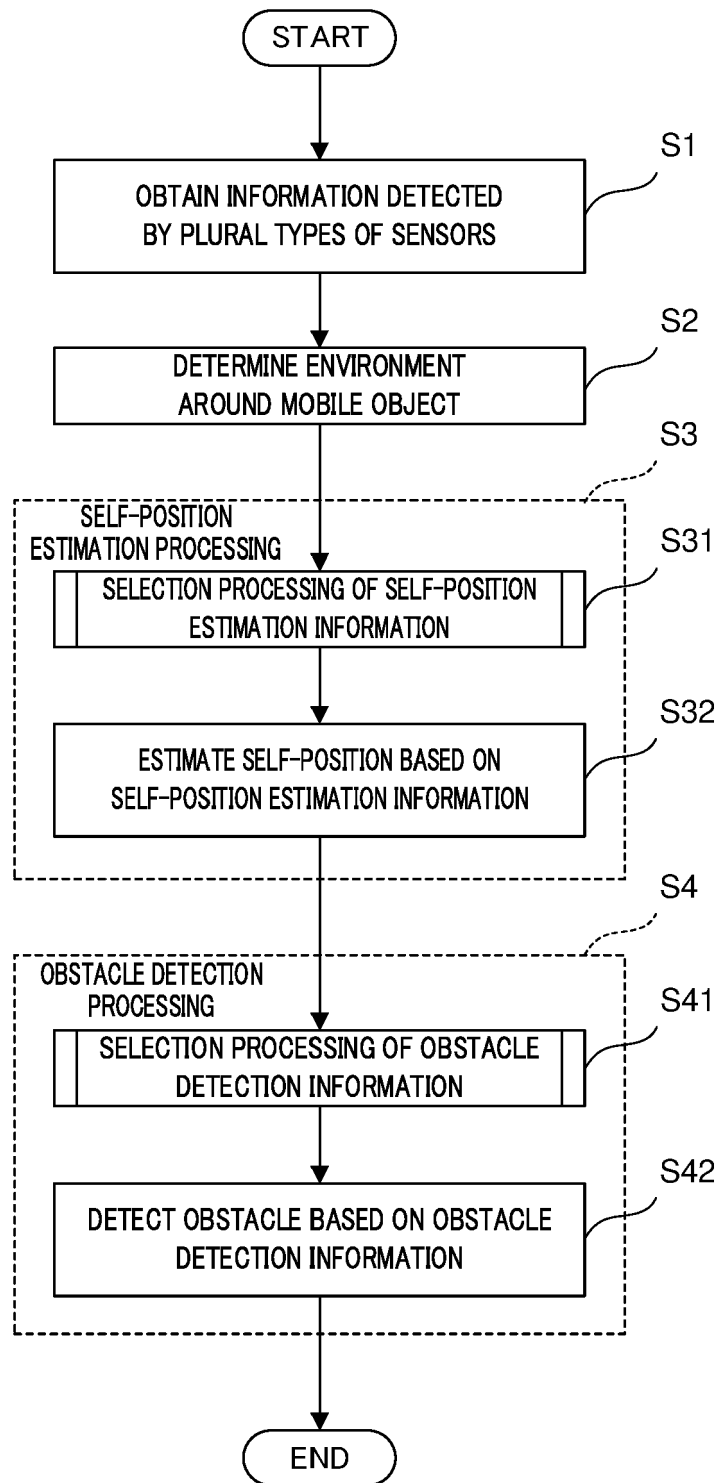 START
S1
OBTAIN INFORMATION DETECTED
BY PLURAL TYPES OF SENSORS
S2
DETERMINE ENVIRONMENT
AROUND MOBILE OBJECT
S3
SELF-POSITION
ESTIMATION PROCESSING
S31
SELECTION PROCESSING OF SELF-POSITION
ESTIMATION INFORMATION
S32
ESTIMATE SELF-POSITION BASED ON
SELF-POSITION ESTIMATION INFORMATION
S4
OBSTACLE DETECTION
PROCESSING
S41
SELECTION PROCESSING OF OBSTACLE
DETECTION INFORMATION
S42
DETECT OBSTACLE BASED ON OBSTACLE
DETECTION INFORMATION
END